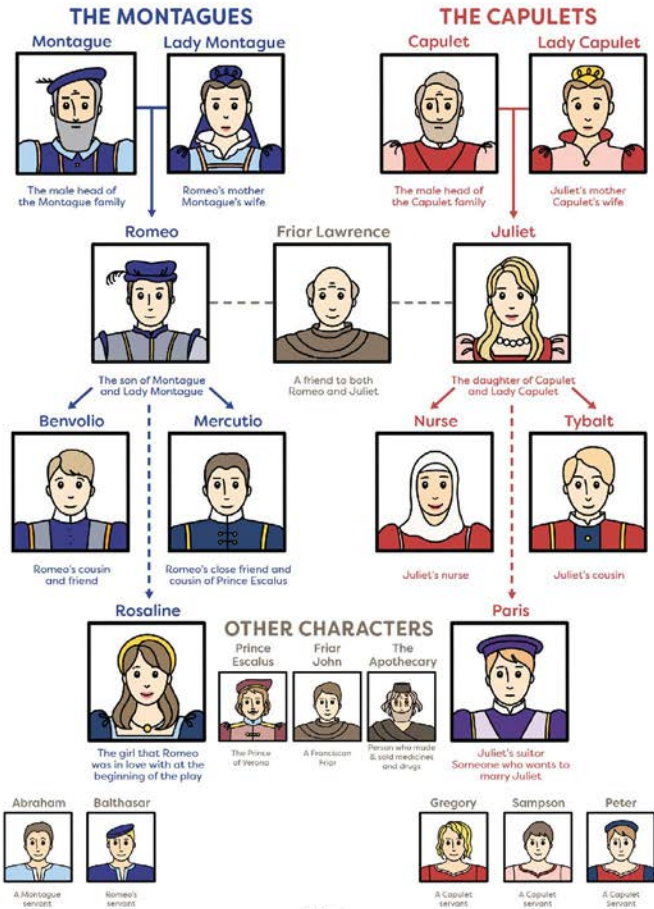 THE MONTAGUES
THE CAPULETS
Montague
Lady Montague
Capulet
Lady Capulet
The male head of
the Montague family
Romeo's mother
Montague's wife
The male head of
the Capulet family
Juliet's mother
Capulet's wife
Romeo
Friar Lawrence
Juliet
The son of Montague
and Lady Montague
A friend to both
Romeo and Juliet
The daughter of Capulet
and Lady Capulet
Benvolio
Mercutio
Nurse
Tybalt
Romeo's cousin
and friend
Romeo's close friend and
cousin of Prince Escalus
Juliet's nurse
Juliet's cousin
Rosaline
OTHER CHARACTERS
Paris
Prince
Escalus
Friar
John
The
Apothecary
The Prince
of Verona
A Franciscan
Friar
Person who made
& sold medicines
and drugs
The girl that Romeo
was in love with at the
beginning of the play
Juliet's suitor
Someone who wants to
marry Juliet
Abraham
Balthasar
Gregory
Sampson
Peter
A Montague
servant
Romeo's
servant
A Capulet
servant
A Capulet
servant
A Capulet
servant